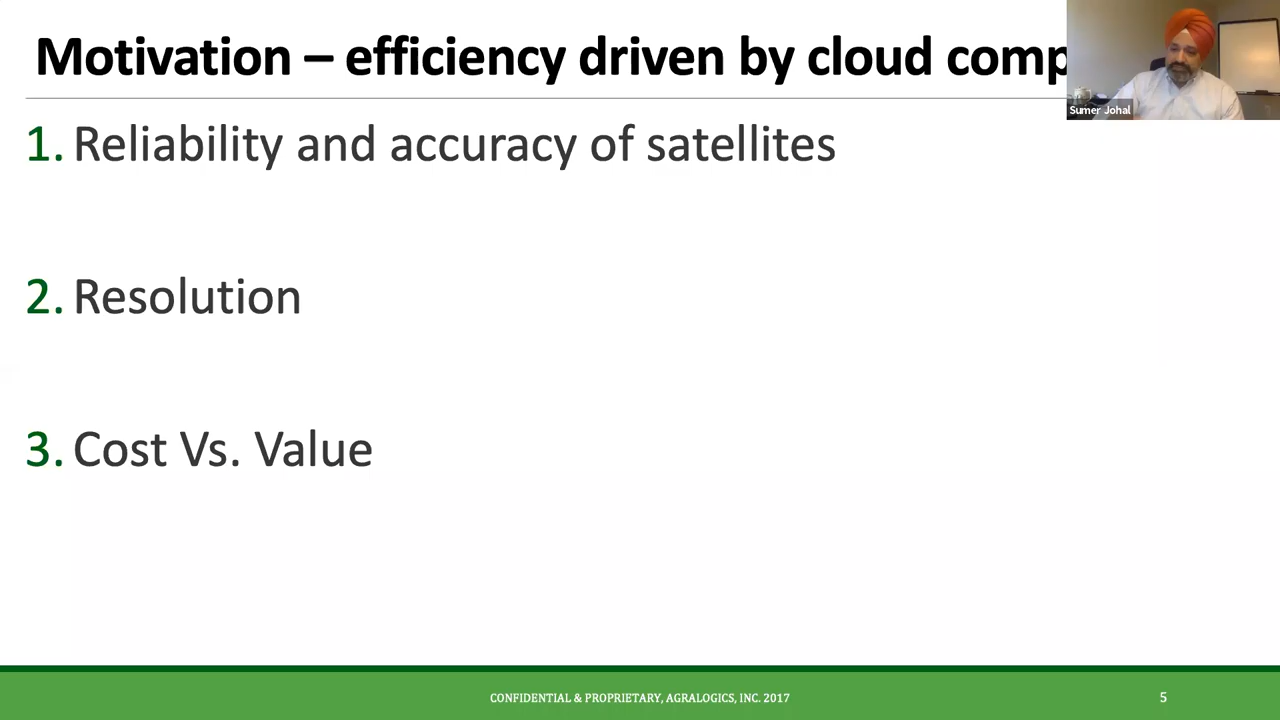 Motivation – efficiency driven by cloud comp
Sumer Johal
1. Reliability and accuracy of satellites
2. Resolution
3. Cost Vs. Value
CONFIDENTIAL & PROPRIETARY, AGRALOGICS, INC. 2017
5